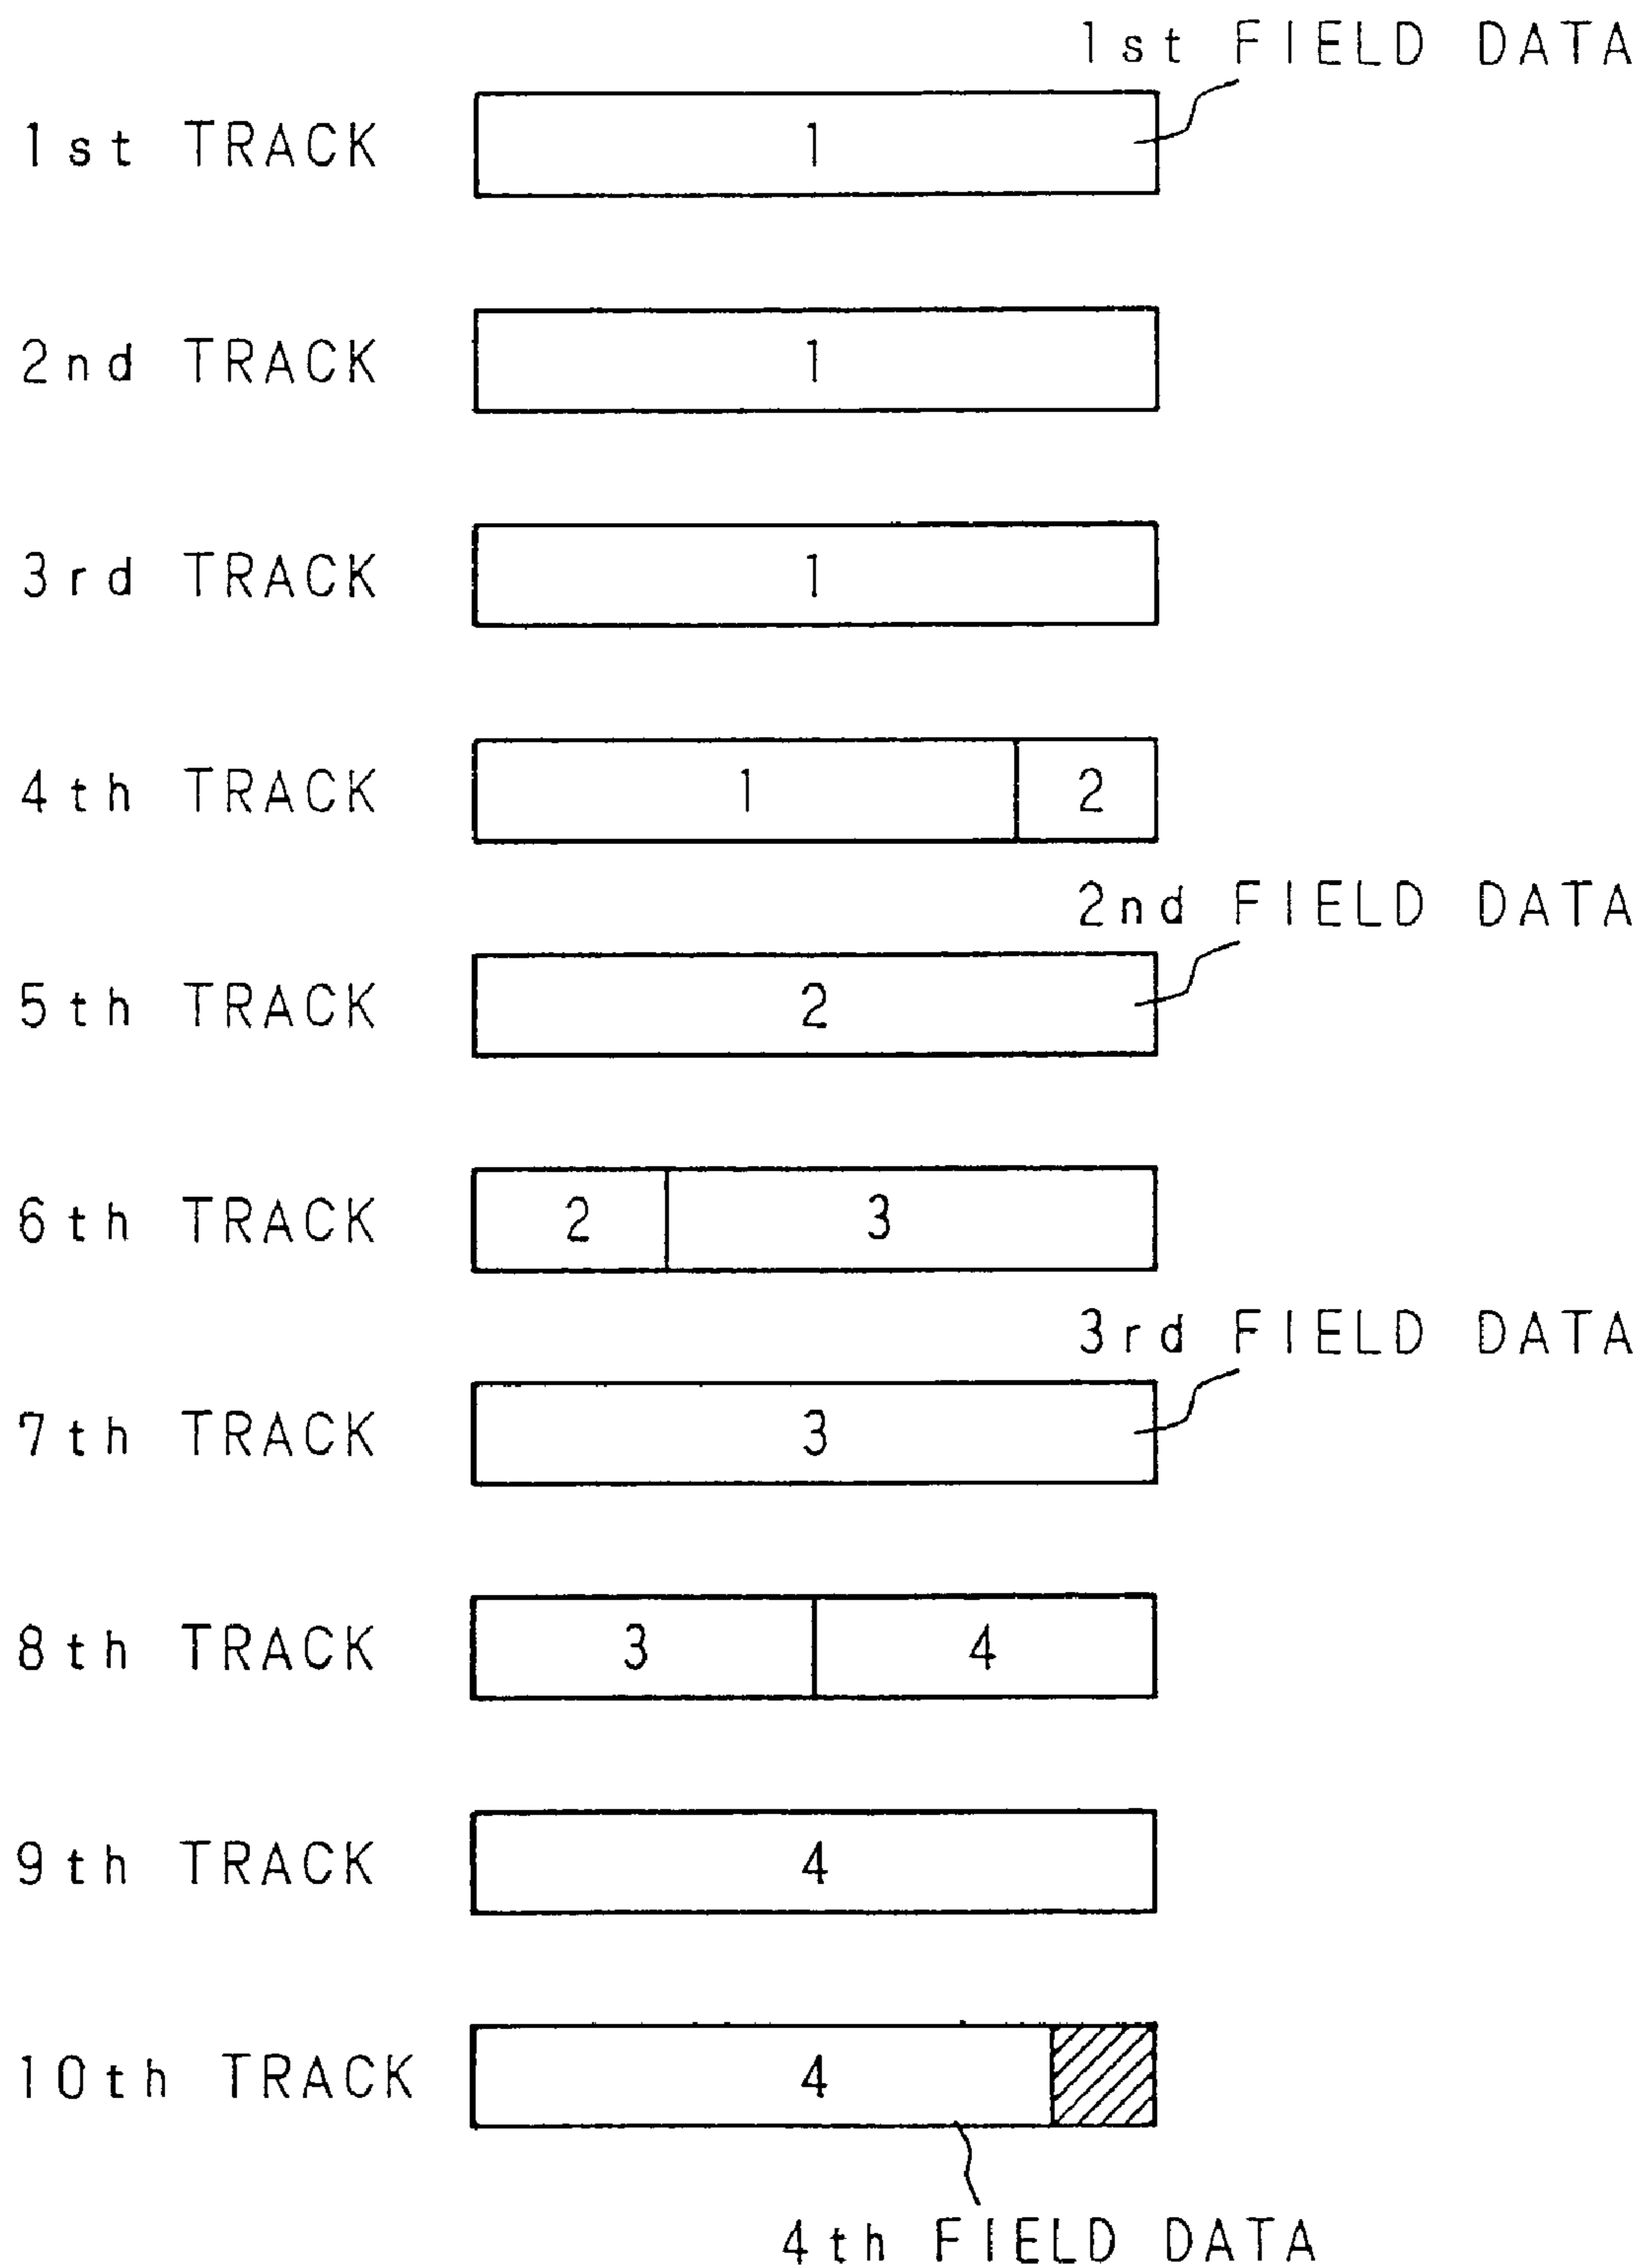 1st FIELD DATA
1st TRACK 1
2nd TRACK 1
3rd TRACK 1
4th TRACK 1 2
2nd FIELD DATA
5th TRACK 2
6th TRACK 2 3
3rd FIELD DATA
7th TRACK 3
8th TRACK 3 4
9th TRACK 4
10th TRACK 4
4th FIELD DATA